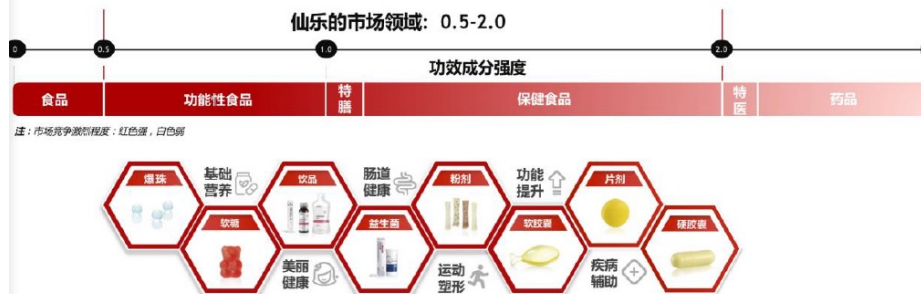 仙乐的市场领域：0.5-2.0
0
0.5
1.0
2.0
功效成分强度
食品
功能性食品
特膳
保健食品
特医
药品
注：市场竞争激烈程度：红色强，白色弱
爆珠
基础营养
饮品
肠道健康
粉剂
功能提升
片剂
软糖
益生菌
软胶囊
硬胶囊
美丽健康
运动塑形
疾病辅助